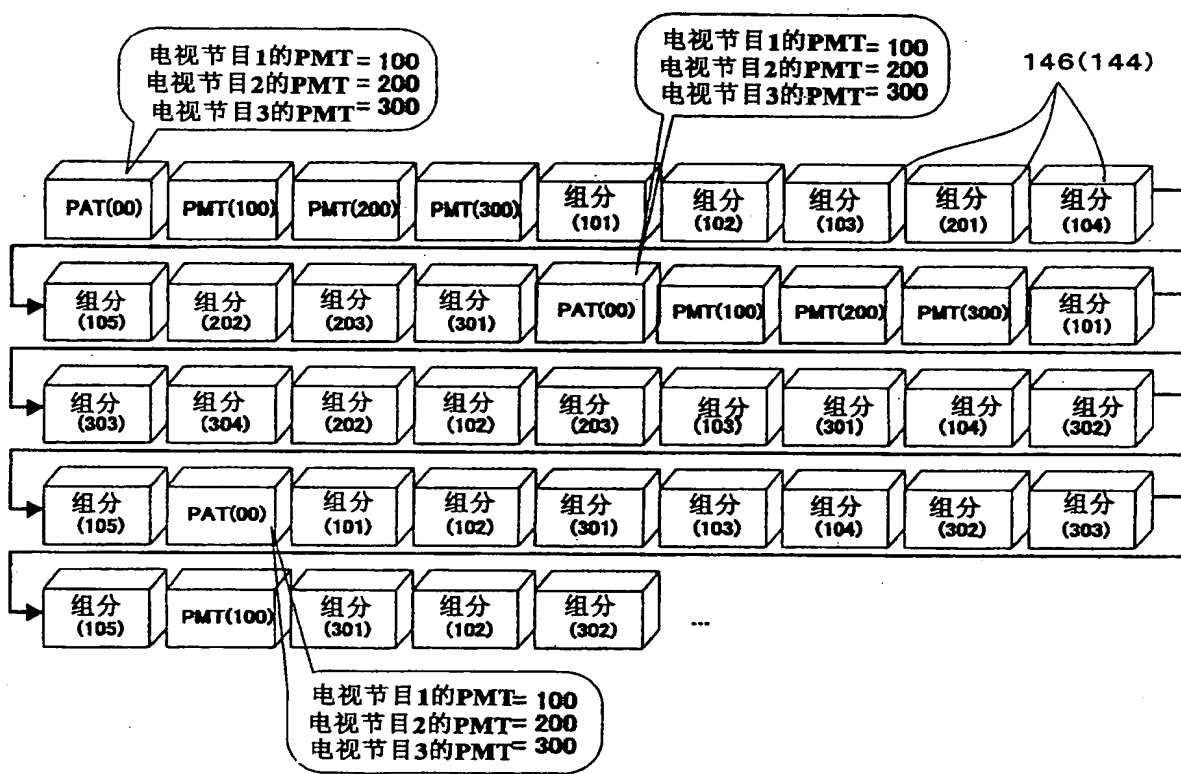 电视节目1的PMT=100
电视节目2的PMT=200
电视节目3的PMT=300
电视节目1的PMT=100
电视节目2的PMT=200
电视节目3的PMT=300
146(144)
PAT(00)
PMT(100)
PMT(200)
PMT(300)
组分
(101)
组分
(102)
组分
(103)
组分
(201)
组分
(104)
组分
(105)
组分
(202)
组分
(203)
组分
(301)
PAT(00)
PMT(100)
PMT(200)
PMT(300)
组分
(101)
组分
(303)
组分
(304)
组分
(202)
组分
(102)
组分
(203)
组分
(103)
组分
(301)
组分
(104)
组分
(302)
组分
(105)
PAT(00)
组分
(101)
组分
(102)
组分
(301)
组分
(103)
组分
(104)
组分
(302)
组分
(303)
组分
(105)
PMT(100)
组分
(301)
组分
(102)
组分
(302)
...
电视节目1的PMT=100
电视节目2的PMT=200
电视节目3的PMT=300